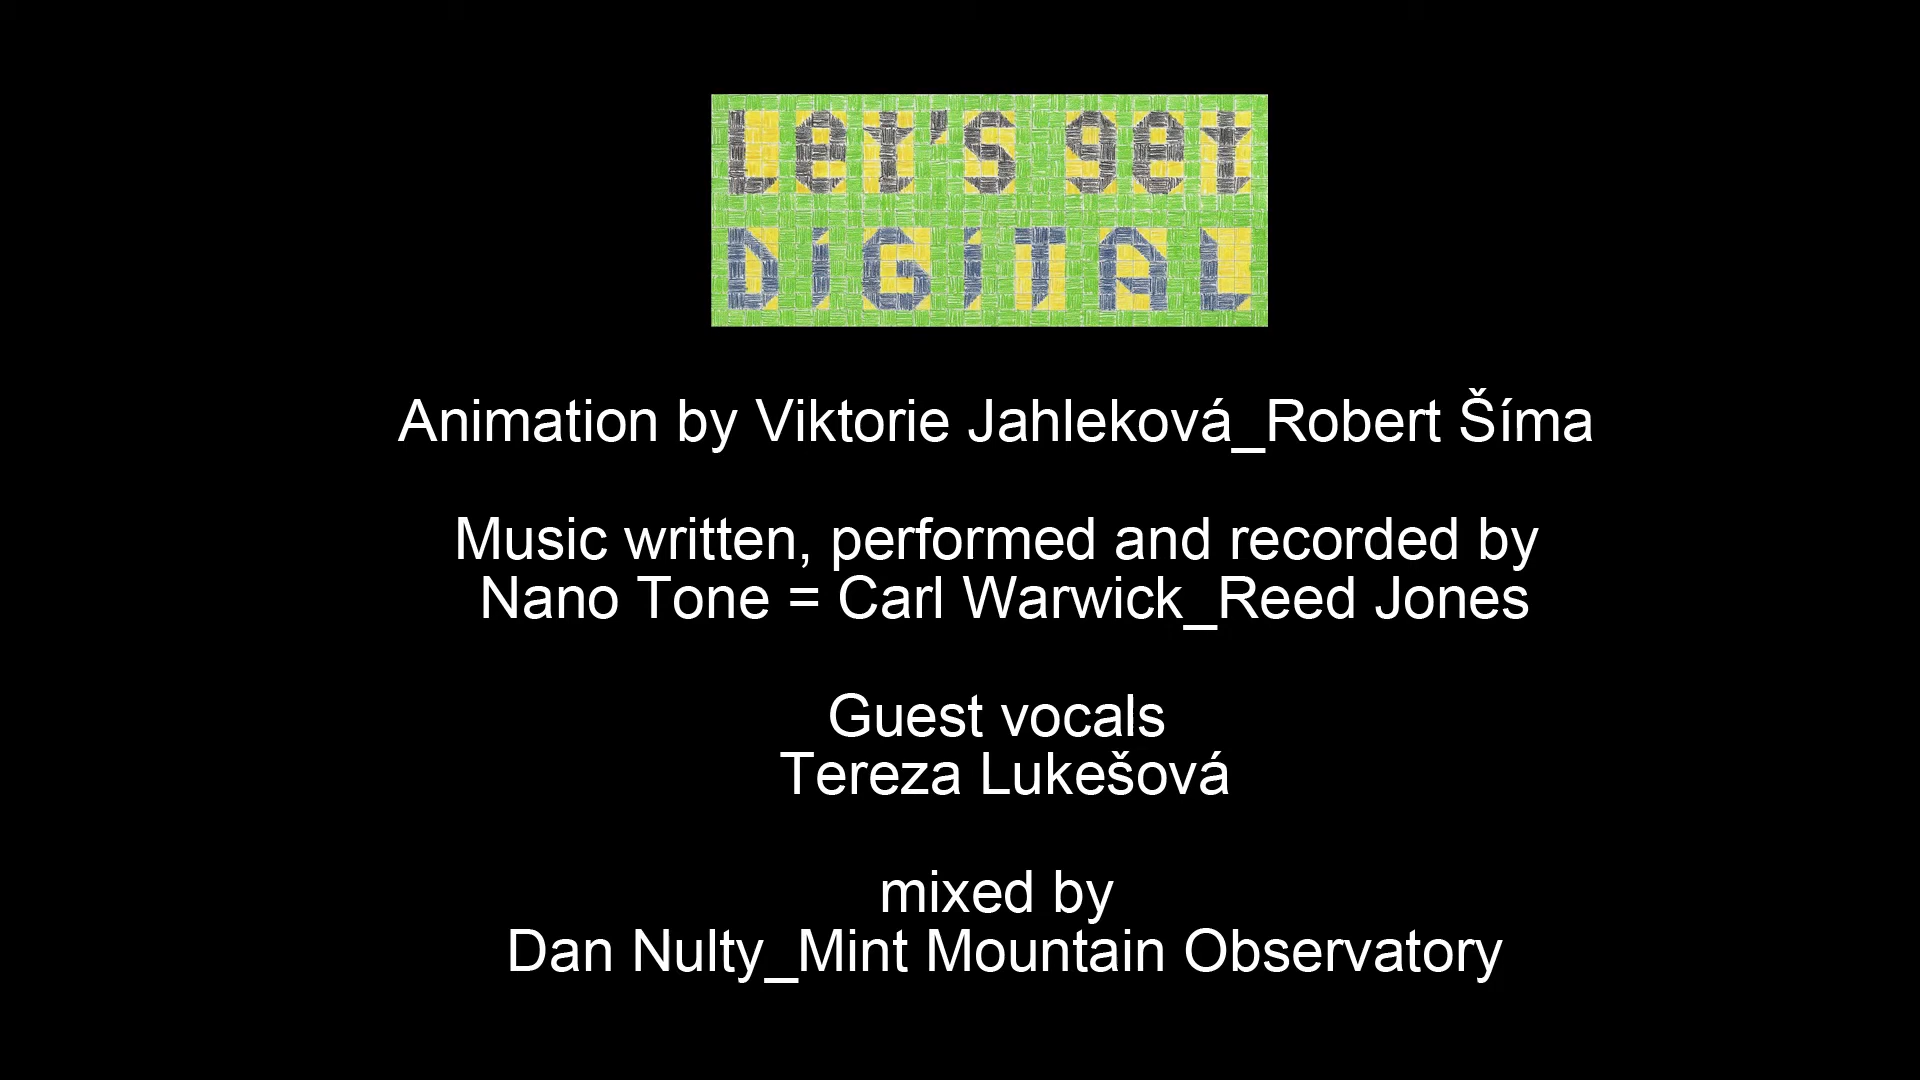 Let's get
DiGiTAL
Animation by Viktorie Jahleková_Robert Šíma
Music written, performed and recorded by
Nano Tone = Carl Warwick_Reed Jones
Guest vocals
Tereza Lukešová
mixed by
Dan Nulty_Mint Mountain Observatory